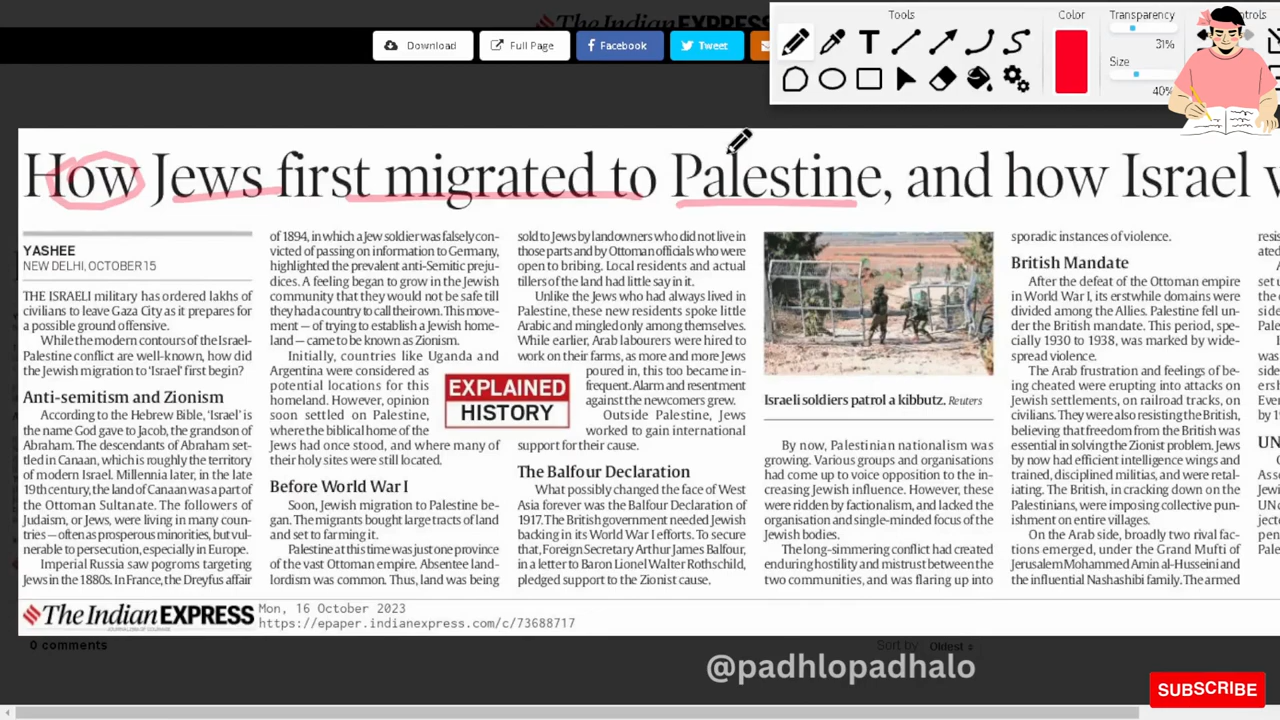 The Indian EXPRESS
Download
Full Page
Facebook
Tweet
Tools
Color
Transparency
31%
Size
40%
How Jews first migrated to Palestine, and how Israel
YASHEE
NEW DELHI, OCTOBER 15
THE ISRAELI military has ordered lakhs of
civilians to leave Gaza City as it prepares for
a possible ground offensive.
While the modern contours of the Israel-
Palestine conflict are well-known, how did
the Jewish migration to 'Israel' first begin?
Anti-semitism and Zionism
According to the Hebrew Bible, 'Israel' is
the name God gave to Jacob, the grandson of
Abraham. The descendants of Abraham set-
tled in Canaan, which is roughly the territory
of modern Israel. Millennia later, in the late
19th century, the land of Canaan was a part of
the Ottoman Sultanate. The followers of
Judaism, or Jews, were living in many coun-
tries — often as prosperous minorities, but vul-
nerable to persecution, especially in Europe.
Imperial Russia saw pogroms targeting
Jews in the 1880s. In France, the Dreyfus affair
of 1894, in which a Jew soldier was falsely con-
victed of passing on information to Germany,
highlighted the prevalent anti-Semitic preju-
dices. A feeling began to grow in the Jewish
community that they would not be safe till
they had a country to call their own. This move-
ment — of trying to establish a Jewish home-
land — came to be known as Zionism.
Initially, countries like Uganda and
Argentina were considered as
potential locations for this
homeland. However, opinion
soon settled on Palestine,
where the biblical home of the
Jews had once stood, and where many of
their holy sites were still located.
Before World War I
Soon, Jewish migration to Palestine be-
gan. The migrants bought large tracts of land
and set to farming it.
Palestine at this time was just one province
of the vast Ottoman empire. Absentee land-
lordism was common. Thus, land was being
EXPLAINED
HISTORY
sold to Jews by landowners who did not live in
those parts and by Ottoman officials who were
open to bribing. Local residents and actual
tillers of the land had little say in it.
Unlike the Jews who had always lived in
Palestine, these new residents spoke little
Arabic and mingled only among themselves.
While earlier, Arab labourers were hired to
work on their farms, as more and more Jews
poured in, this too became in-
frequent. Alarm and resentment
against the newcomers grew.
Outside Palestine, Jews
worked to gain international
support for their cause.
The Balfour Declaration
What possibly changed the face of West
Asia forever was the Balfour Declaration of
1917. The British government needed Jewish
backing in its World War I efforts. To secure
that, Foreign Secretary Arthur James Balfour,
in a letter to Baron Lionel Walter Rothschild,
pledged support to the Zionist cause.
Israeli soldiers patrol a kibbutz. Reuters
By now, Palestinian nationalism was
growing. Various groups and organisations
had come up to voice opposition to the in-
creasing Jewish influence. However, these
were ridden by factionalism, and lacked the
organisation and single-minded focus of the
Jewish bodies.
The long-simmering conflict had created
enduring hostility and mistrust between the
two communities, and was flaring up into
sporadic instances of violence.
British Mandate
After the defeat of the Ottoman empire
in World War I, its erstwhile domains were
divided among the Allies. Palestine fell un-
der the British mandate. This period, spe-
cially 1930 to 1938, was marked by wide-
spread violence.
The Arab frustration and feelings of be-
ing cheated were erupting into attacks on
Jewish settlements, on railroad tracks, on
civilians. They were also resisting the British,
believing that freedom from the British was
essential in solving the Zionist problem. Jews
by now had efficient intelligence wings and
trained, disciplined militias, and were retal-
iating. The British, in cracking down on the
Palestinians, were imposing collective pun-
ishment on entire villages.
On the Arab side, broadly two rival fac-
tions emerged, under the Grand Mufti of
Jerusalem Mohammed Amin al-Husseini and
the influential Nashashibi family. The armed
The Indian EXPRESS
Mon, 16 October 2023
https://epaper.indianexpress.com/c/73688717
0 comments
Sort by
Oldest
@padhlopadhalo
SUBSCRIBE